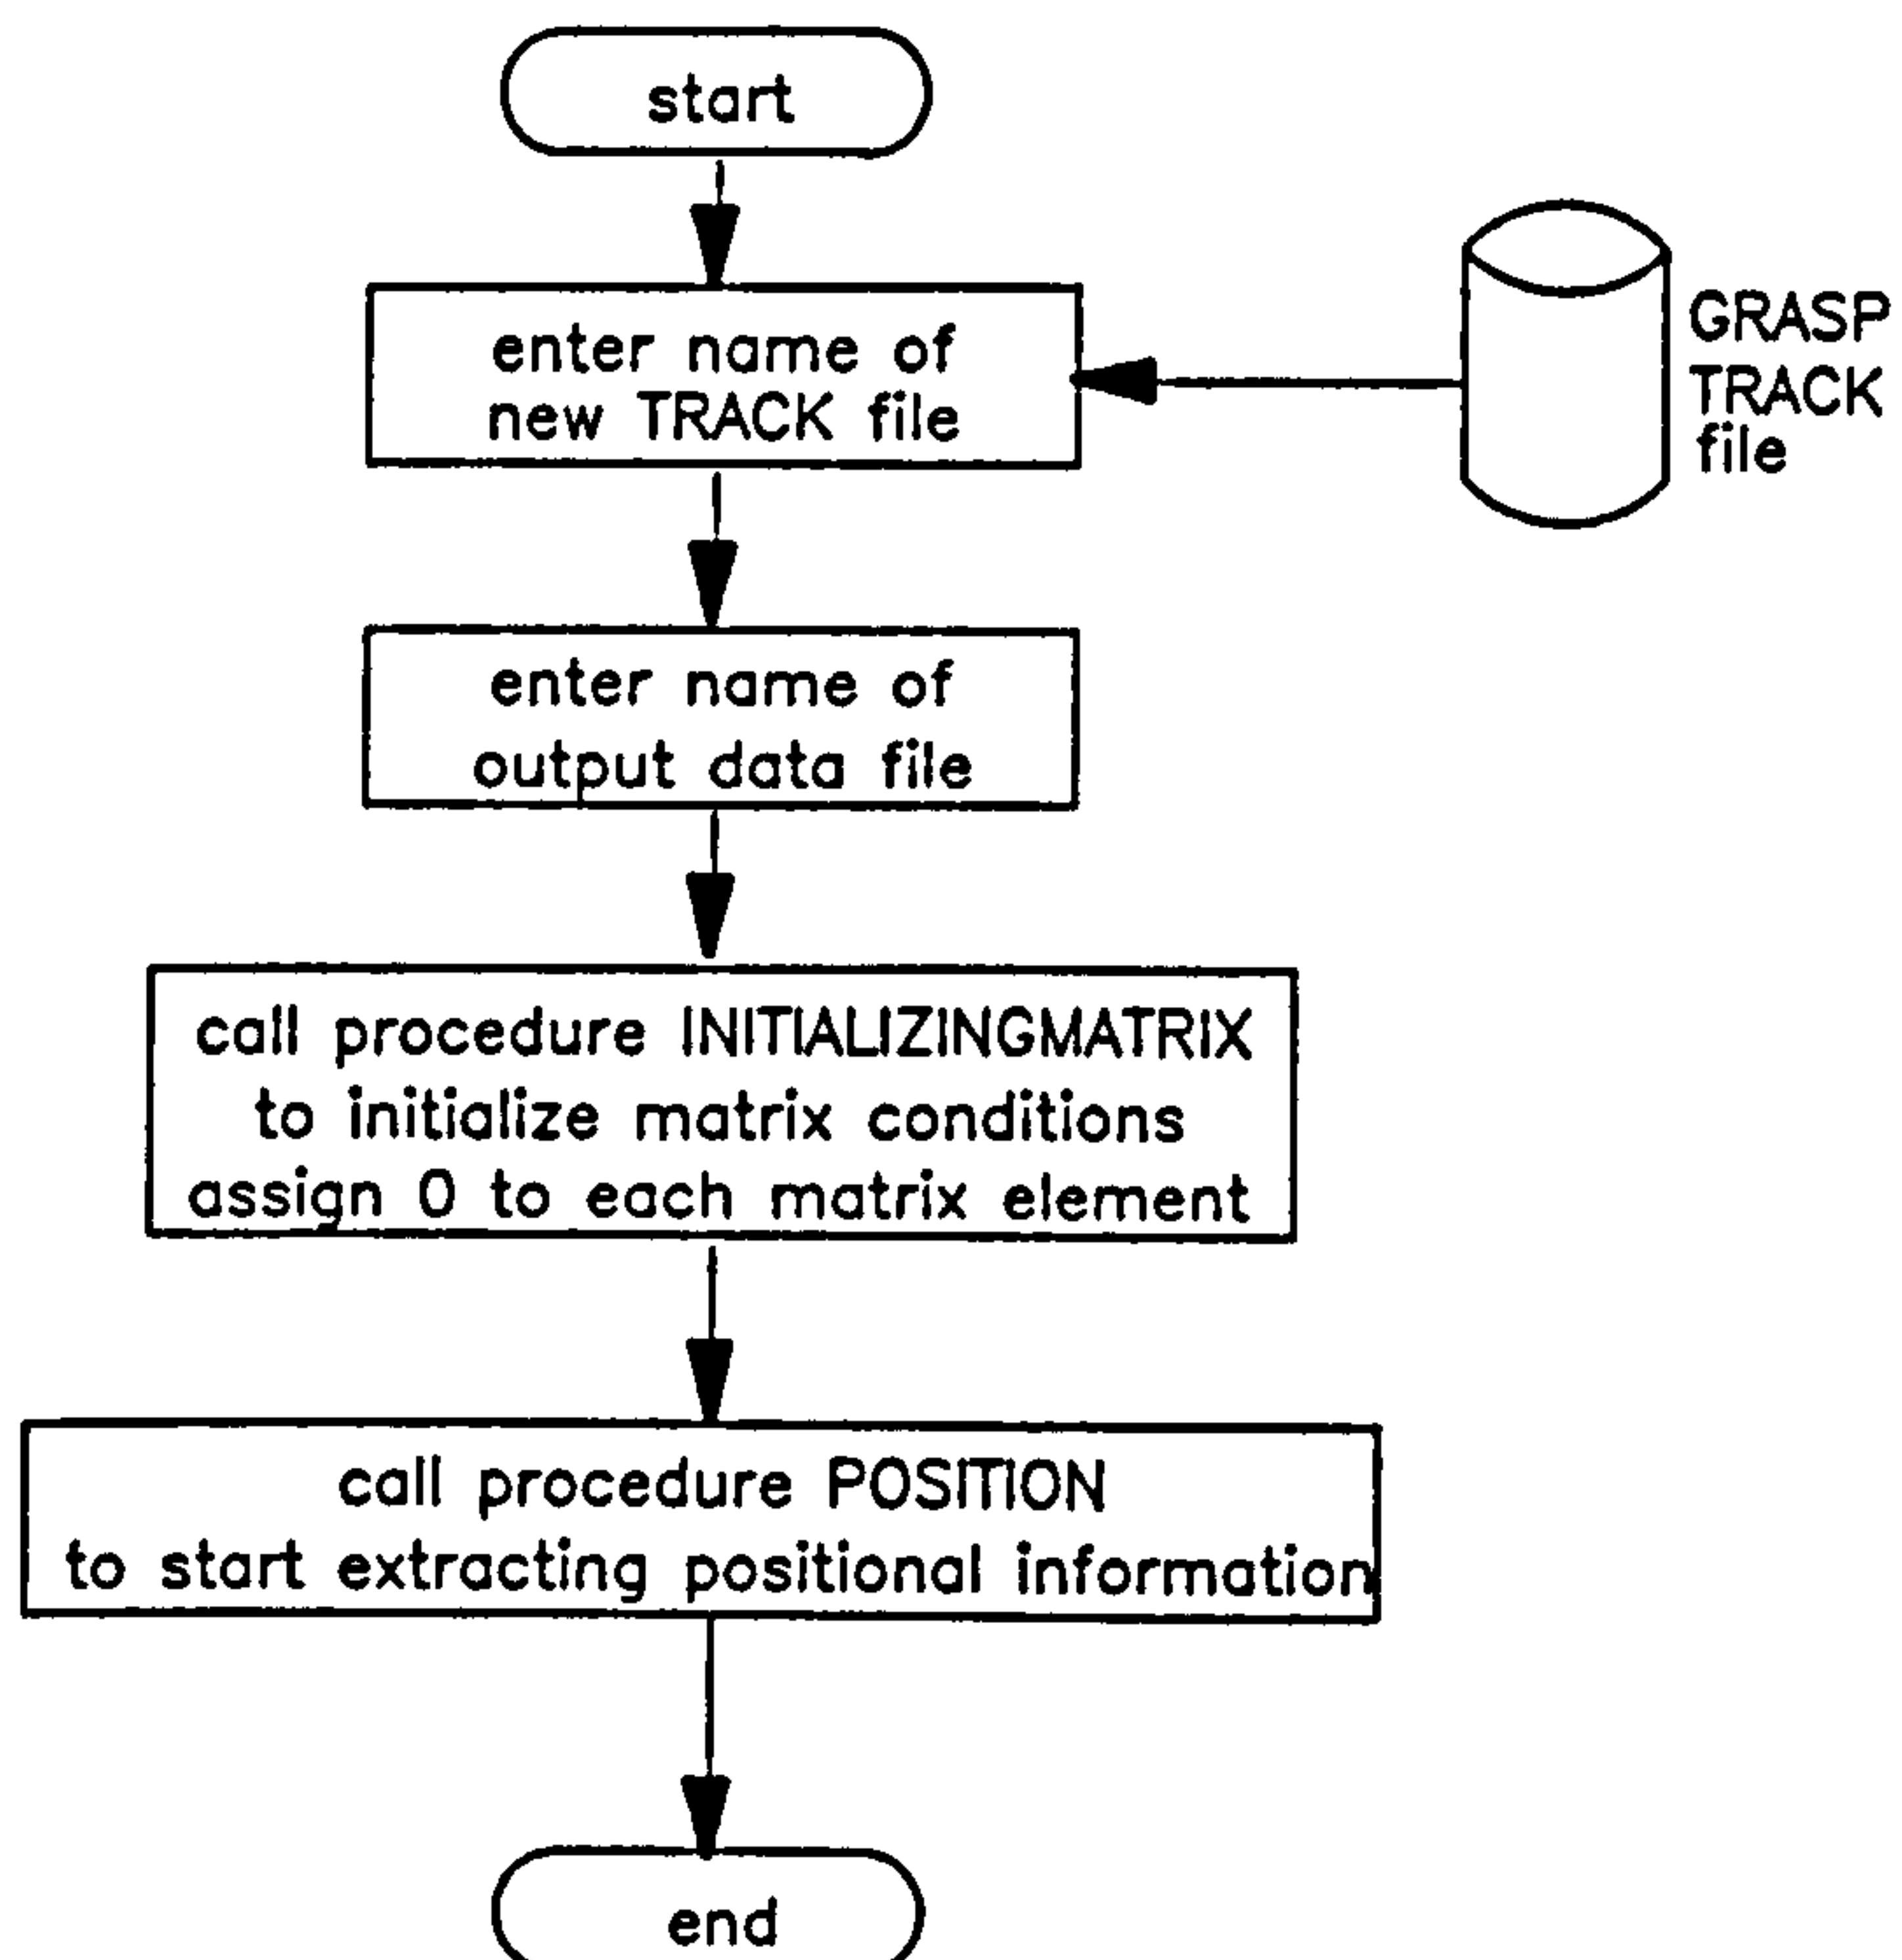 start
enter name of
new TRACK file
GRASP
TRACK
file
enter name of
output data file
call procedure INITIALIZINGMATRIX
to initialize matrix conditions
assign 0 to each matrix element
call procedure POSITION
to start extracting positional information
end